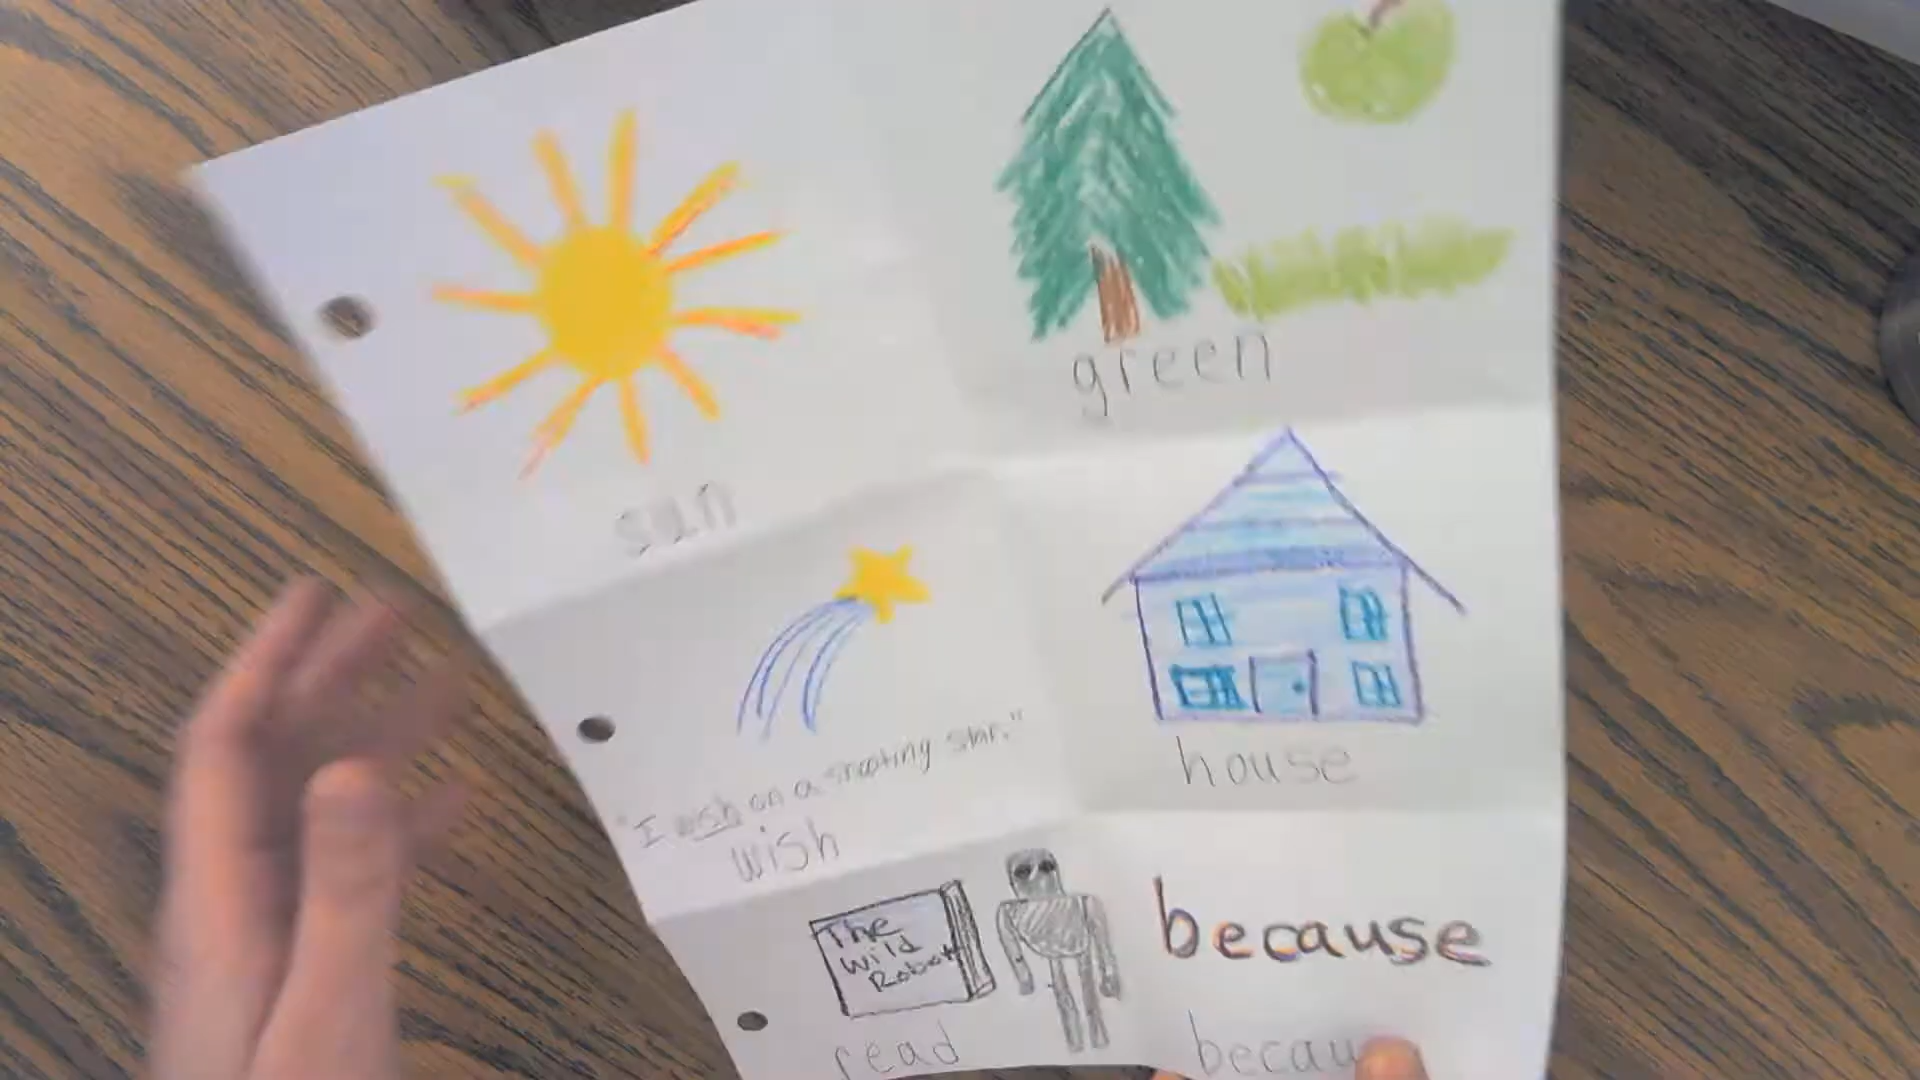 green
sun
house
"I wish on a shooting star."
wish
The
Wild
Robot
because
read
becau